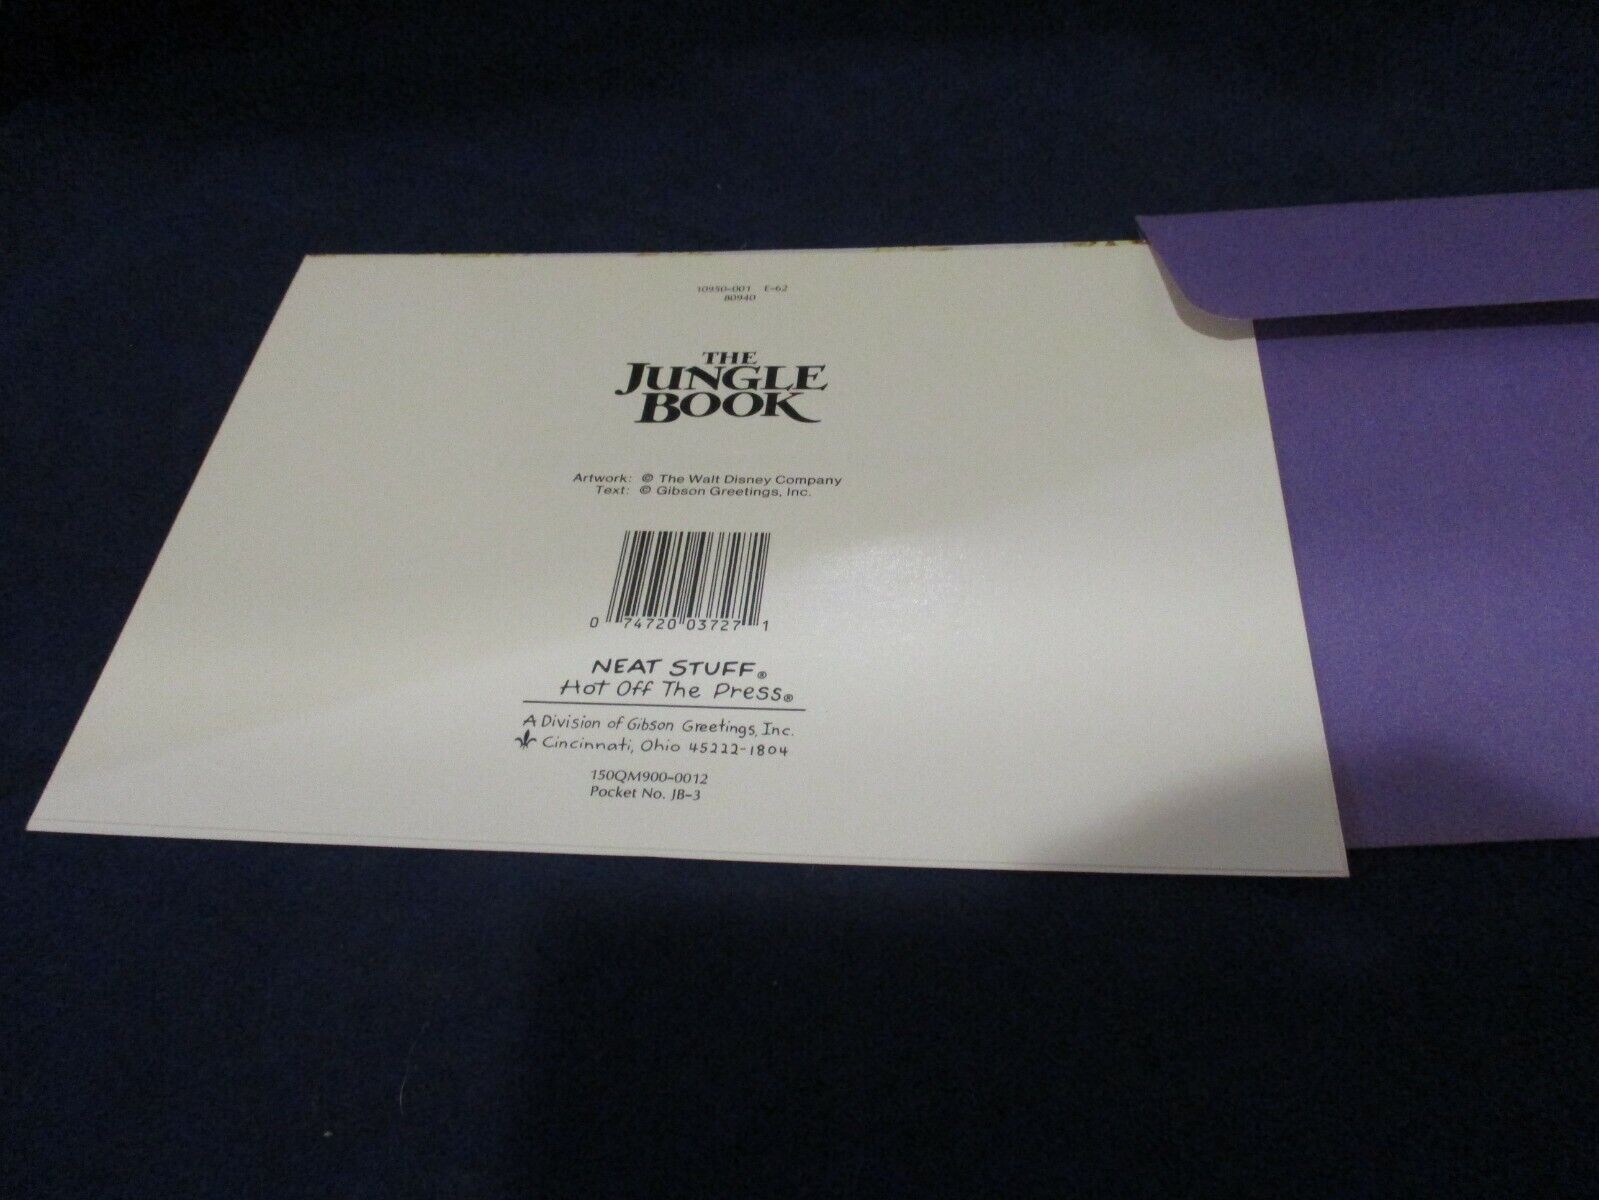 10950-001 E-62
80940
THE
JUNGLE
BOOK
Artwork: © The Walt Disney Company
Text: © Gibson Greetings, Inc.
0 74720 03727 1
NEAT STUFF®
Hot Off The Press®
A Division of Gibson Greetings, Inc.
Cincinnati, Ohio 45222-1804
150QM900-0012
Pocket No. JB-3